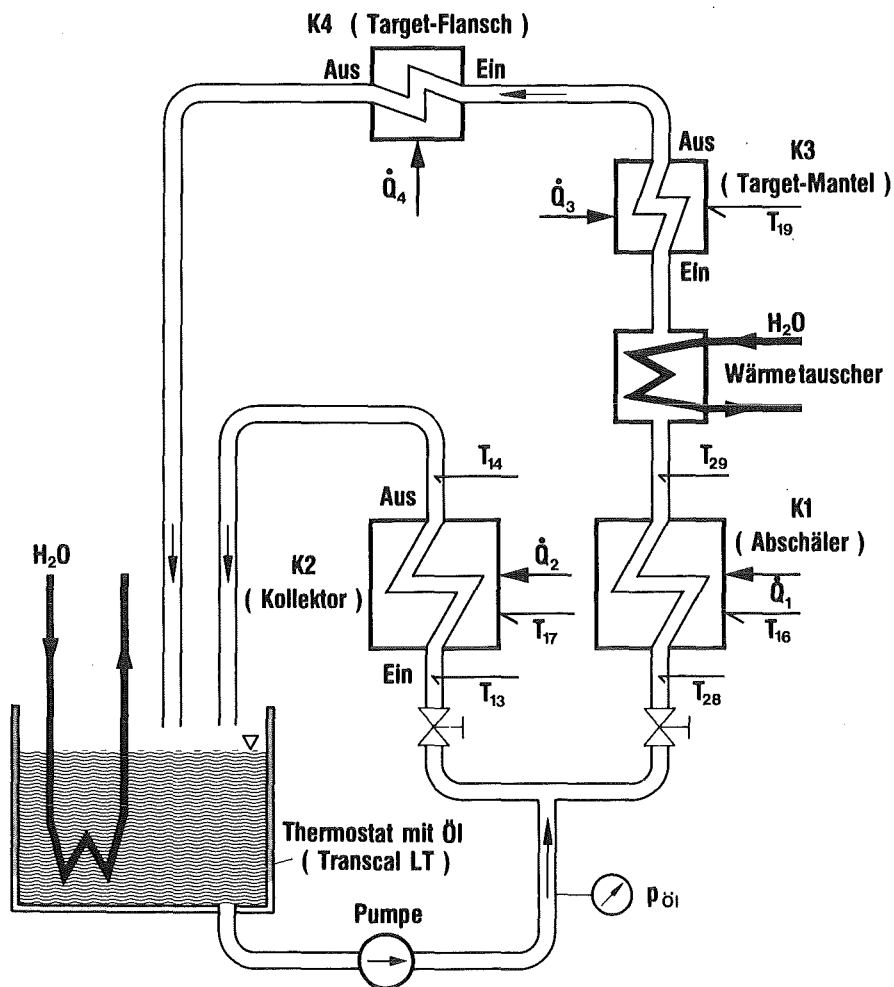 K4 ( Target-Flansch )
Aus
Ein
Q̇₄
Aus
K3
( Target-Mantel )
Q̇₃
T₁₉
Ein
H₂O
Wärmetauscher
T₁₄
T₂₉
Aus
K1
( Abschäler )
H₂O
K2
( Kollektor )
Q̇₂
Q̇₁
T₁₇
T₁₆
Ein
T₁₃
T₂₈
Thermostat mit Öl
( Transcal LT )
Pumpe
p Öl